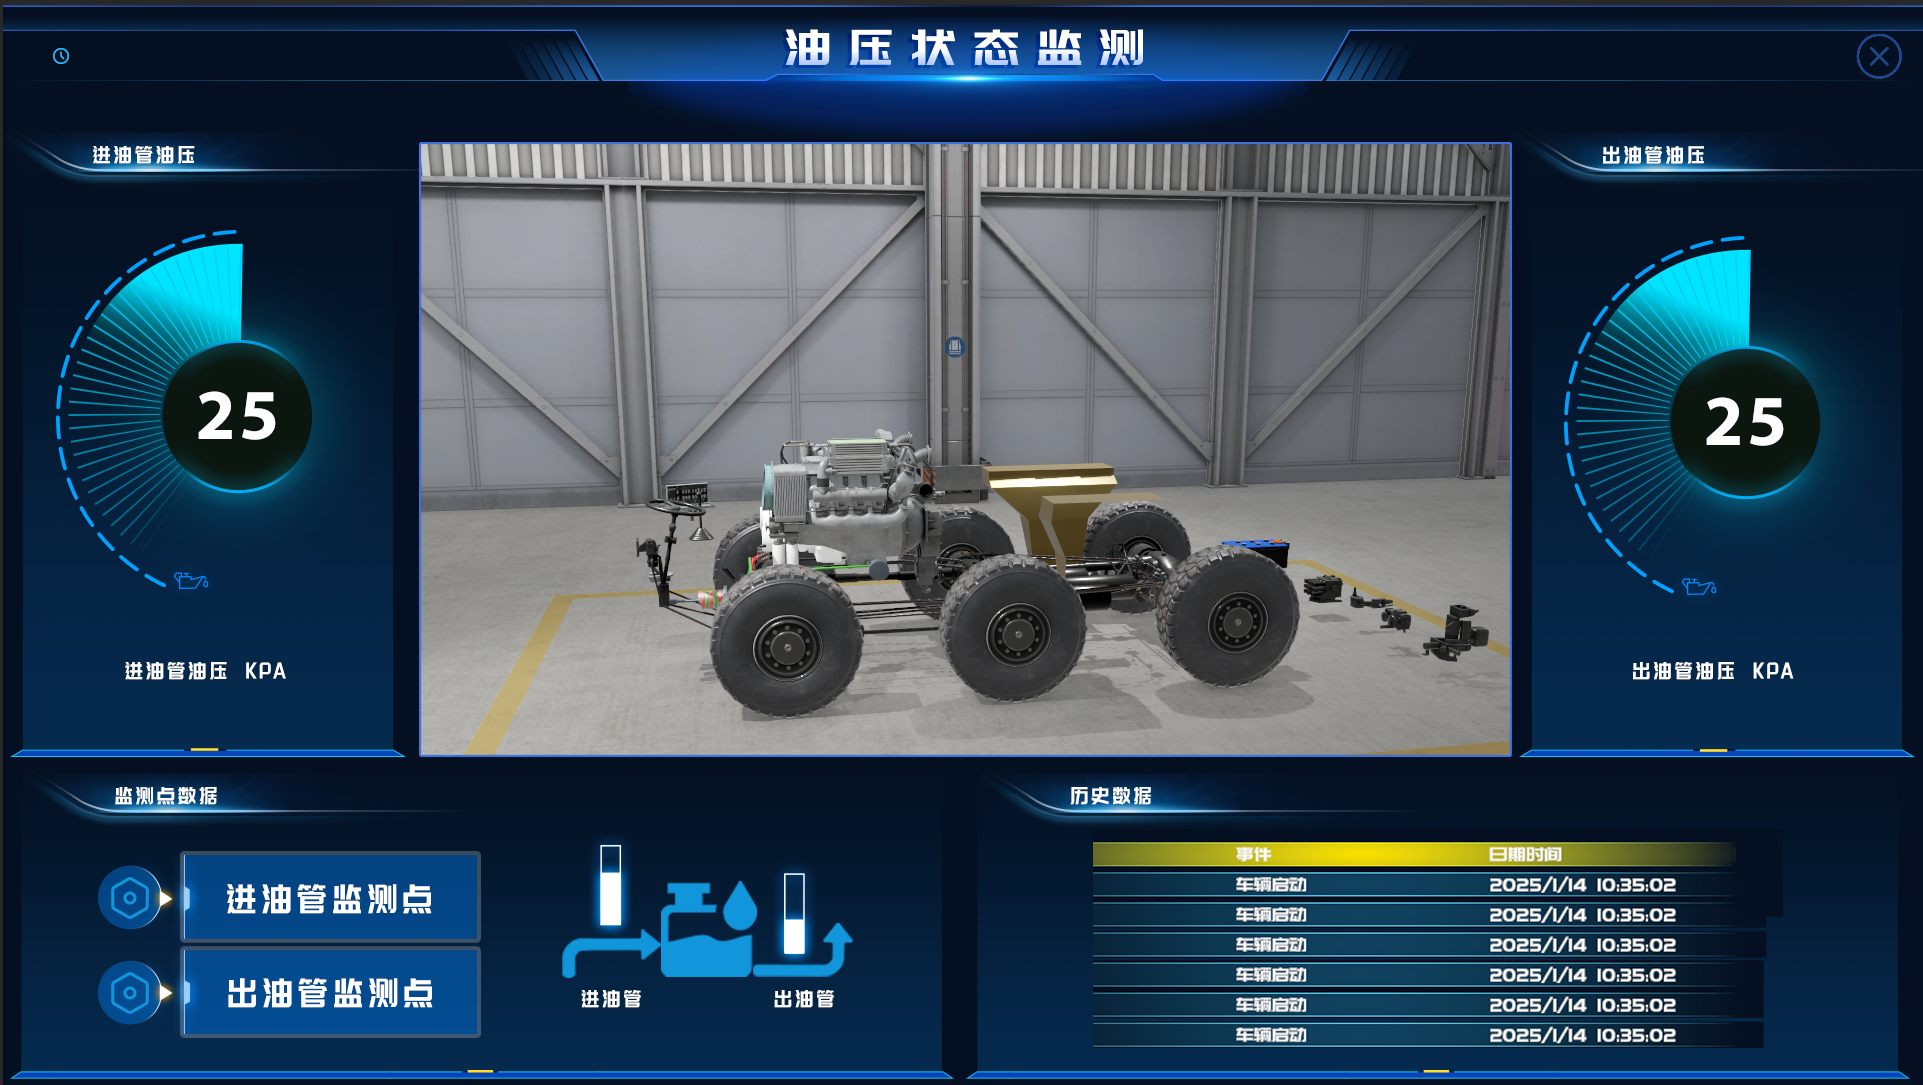 油压状态监测
进油管油压
出油管油压
25
25
进油管油压 KPA
出油管油压 KPA
监测点数据
进油管监测点
出油管监测点
进油管
出油管
历史数据
事件 日期时间
车辆启动 2025/1/14 10:35:02
车辆启动 2025/1/14 10:35:02
车辆启动 2025/1/14 10:35:02
车辆启动 2025/1/14 10:35:02
车辆启动 2025/1/14 10:35:02
车辆启动 2025/1/14 10:35:02